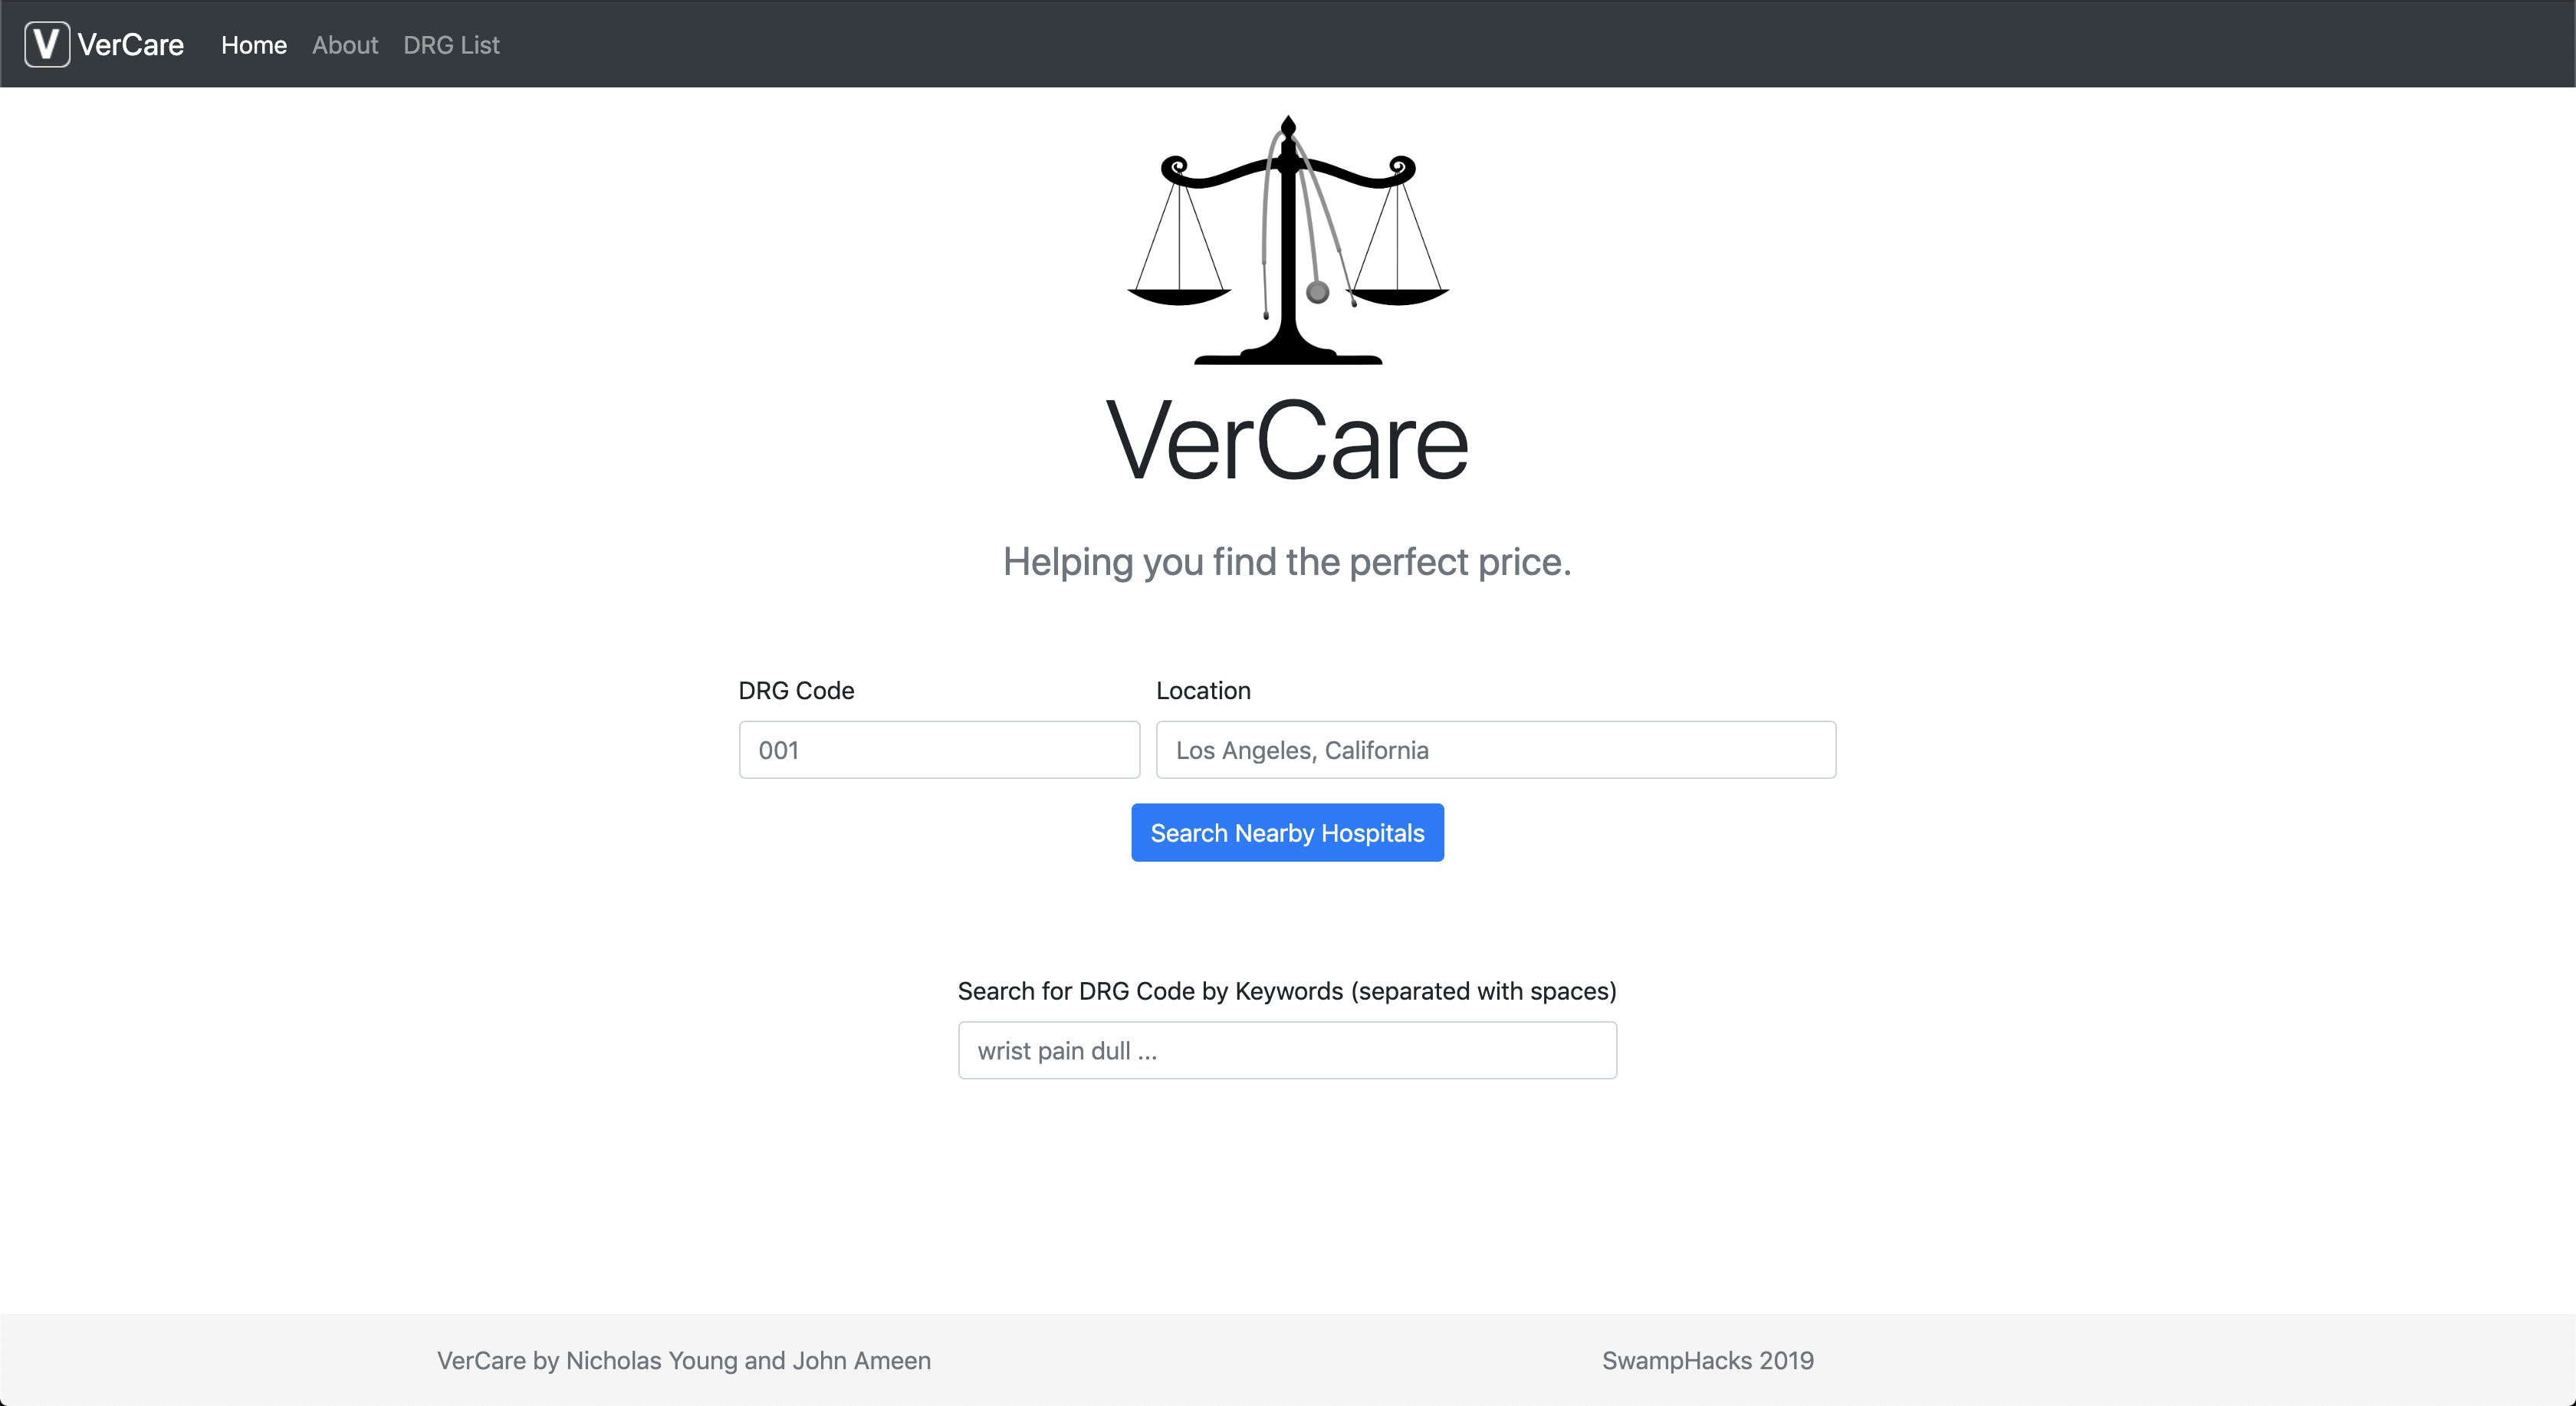 V VerCare Home About DRG List
VerCare
Helping you find the perfect price.
DRG Code Location
001 Los Angeles, California
Search Nearby Hospitals
Search for DRG Code by Keywords (separated with spaces)
wrist pain dull ...
VerCare by Nicholas Young and John Ameen SwampHacks 2019